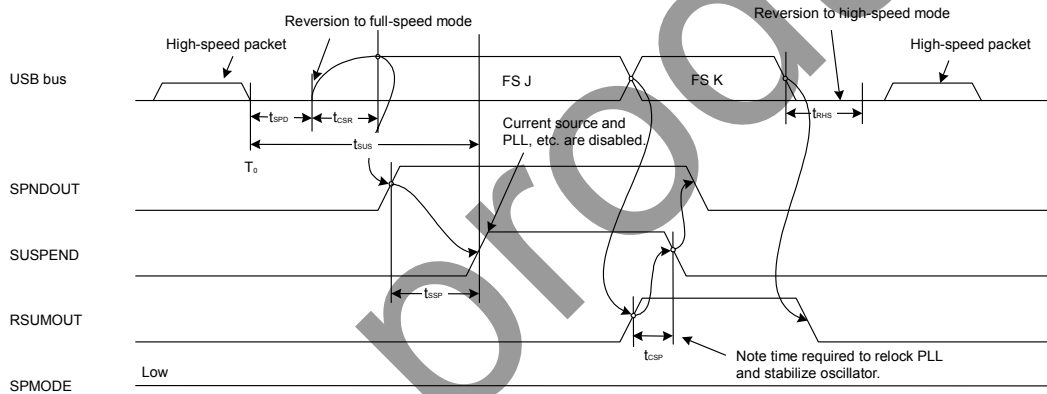 Reversion to full-speed mode
Reversion to high-speed mode
High-speed packet
High-speed packet
USB bus
FS J
FS K
tSPD
tCSR
tRHS
tSUS
T0
Current source and
PLL, etc. are disabled.
SPNDOUT
SUSPEND
tSSP
RSUMOUT
tCSP
Note time required to relock PLL
and stabilize oscillator.
Low
SPMODE